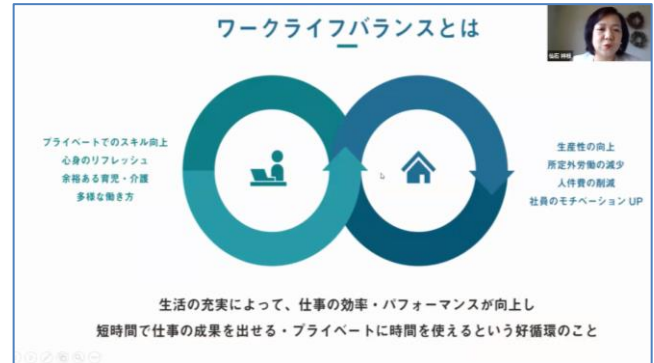 ワークライフバランスとは
プライベートでのスキル向上
心身のリフレッシュ
余裕ある育児・介護
多様な働き方
生産性の向上
所定外労働の減少
人件費の削減
社員のモチベーション UP
生活の充実によって、仕事の効率・パフォーマンスが向上し
短時間で仕事の成果を出せる・プライベートに時間を使えるという好循環のこと